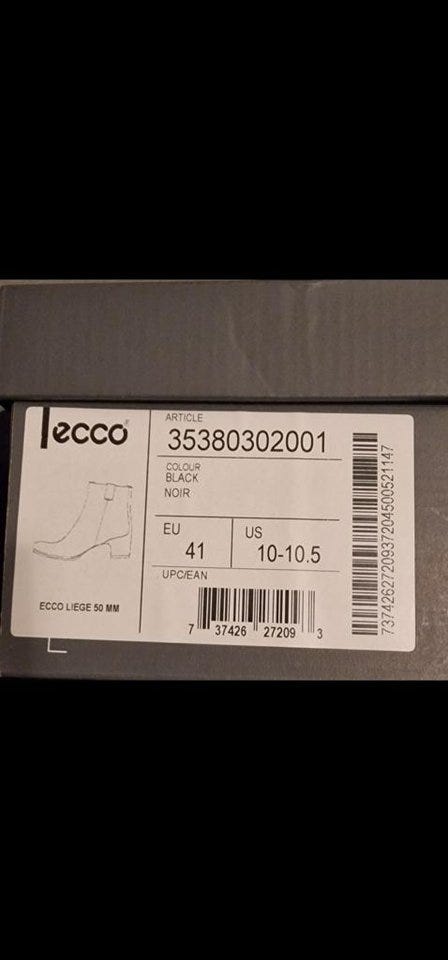 ecco
ARTICLE
35380302001
COLOUR
BLACK
NOIR
EU
41
US
10-10.5
UPC/EAN
7 37426 27209 3
ECCO LIEGE 50 MM
7374262720937204500521147